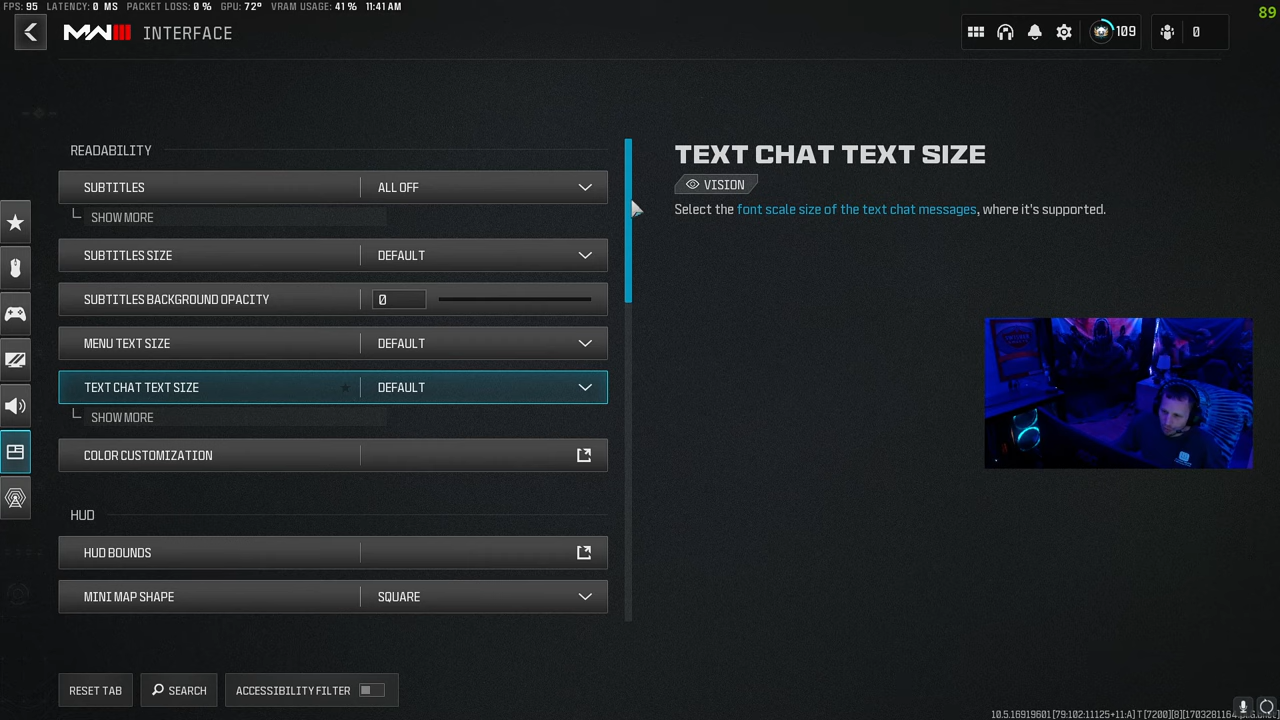 FPS: 95 LATENCY: 0 MS PACKET LOSS: 0 % GPU: 72° VRAM USAGE: 41 % 11:41 AM
89
MWIII INTERFACE
109
0
READABILITY
SUBTITLES ALL OFF
SHOW MORE
SUBTITLES SIZE DEFAULT
SUBTITLES BACKGROUND OPACITY 0
MENU TEXT SIZE DEFAULT
TEXT CHAT TEXT SIZE DEFAULT
SHOW MORE
COLOR CUSTOMIZATION
HUD
HUD BOUNDS
MINI MAP SHAPE SQUARE
TEXT CHAT TEXT SIZE
VISION
Select the font scale size of the text chat messages, where it's supported.
RESET TAB SEARCH ACCESSIBILITY FILTER